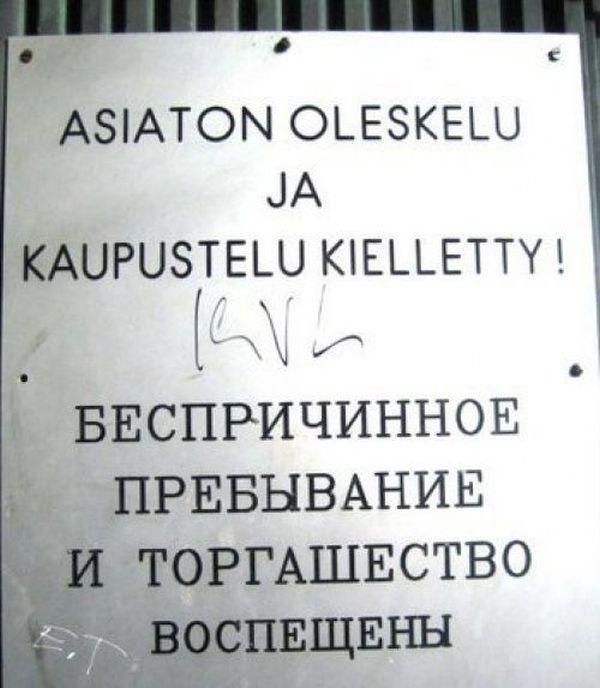 ASIATON OLESKELU
JA
KAUPUSTELU KIELLETTY!
БЕСПРИЧИННОЕ
ПРЕБЫВАНИЕ
И ТОРГАШЕСТВО
ВОСПЕЩЕНЫ
E.T.